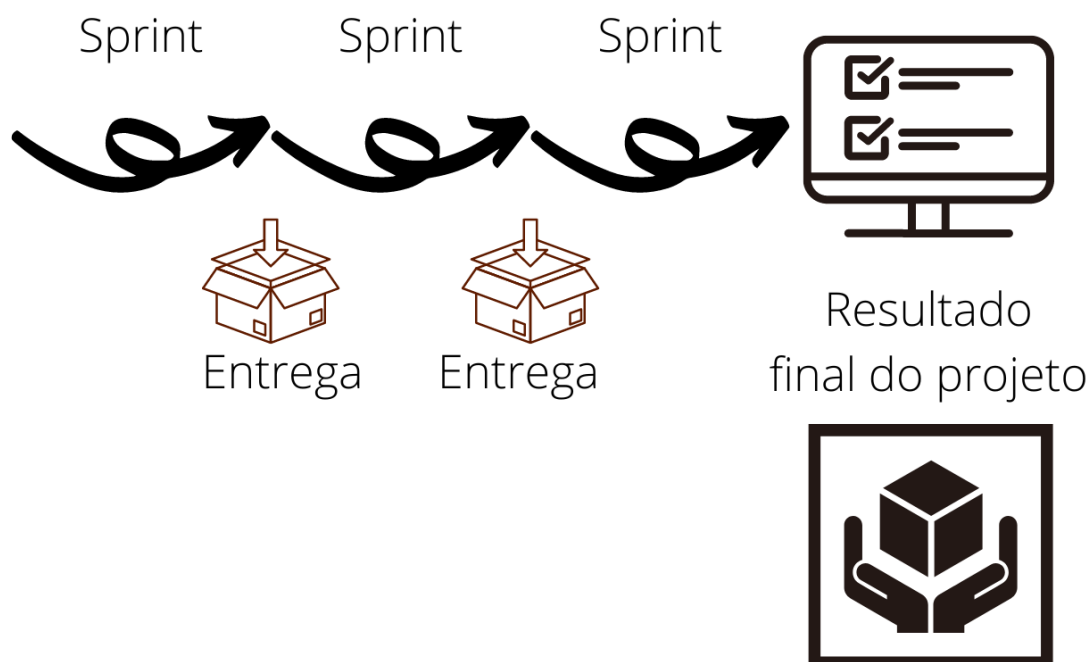 Sprint
Sprint
Sprint
Entrega
Entrega
Resultado
final do projeto